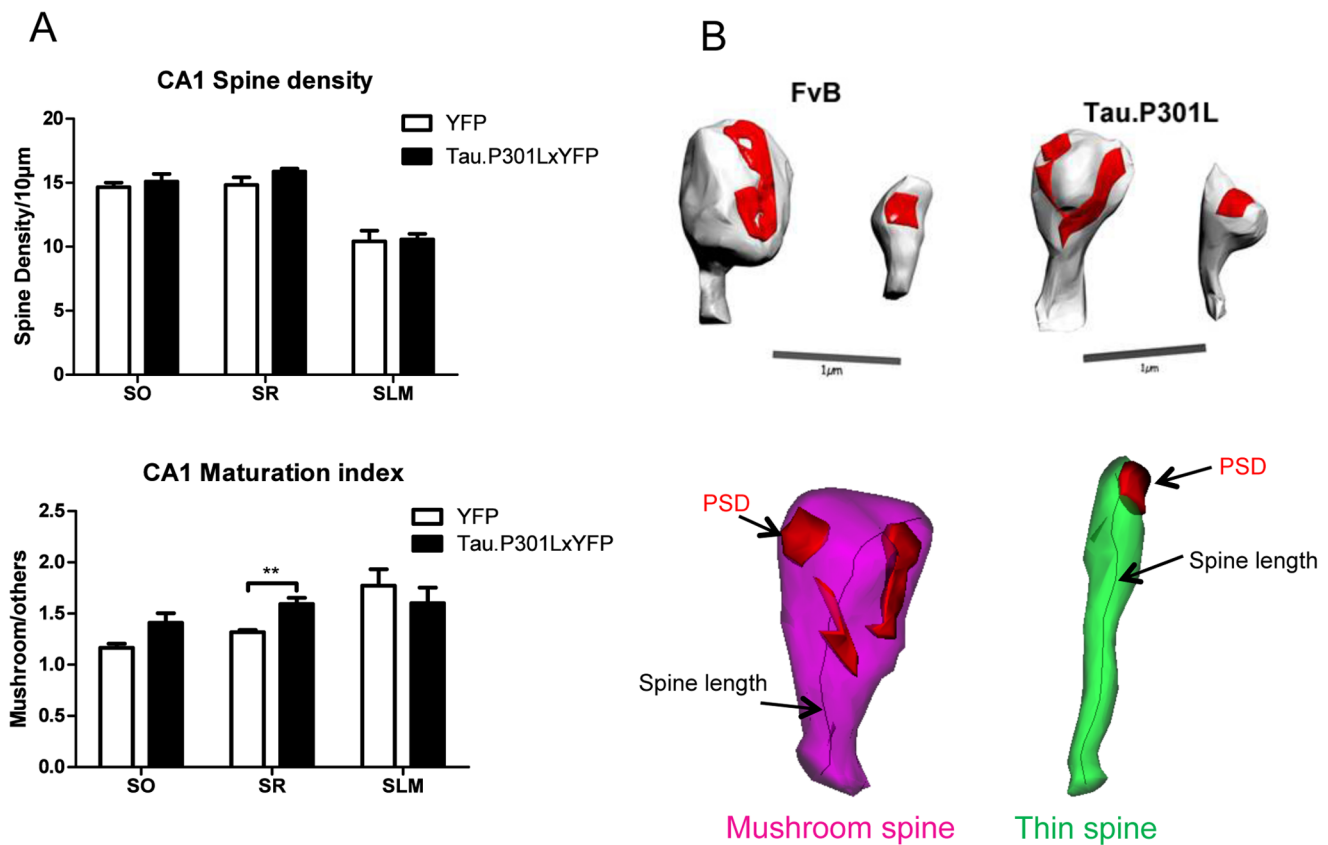 A
CA1 Spine density
YFP
Tau.P301LxYFP
Spine Density/10μm
20
15
10
5
0
SO
SR
SLM
CA1 Maturation index
YFP
Tau.P301LxYFP
**
Mushroom/others
2.5
2.0
1.5
1.0
0.5
0.0
SO
SR
SLM
B
FvB
Tau.P301L
1μm
1μm
PSD
Spine length
Mushroom spine
PSD
Spine length
Thin spine